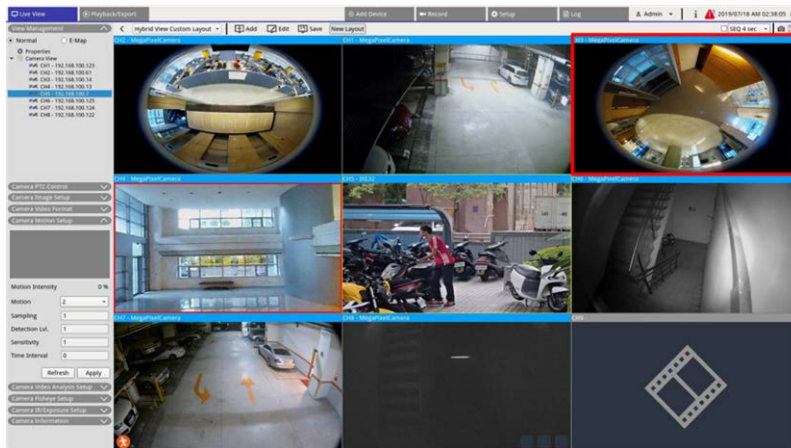 Live View
Playback/Export
Add Device
Record
Setup
Log
Admin
2019/07/18 AM 02:38:05
View Management
Hybrid View Custom Layout
Add
Edit
Save
New Layout
SEQ 4 sec
Normal
E-Map
Properties
Camera View
CH1 - 192.168.100.123
CH2 - 192.168.100.61
CH3 - 192.168.100.14
CH4 - 192.168.100.13
CH5 - 192.168.100.7
CH6 - 192.168.100.125
CH7 - 192.168.100.124
CH8 - 192.168.100.122
CH2 - MegaPixelCamera
CH1 - MegaPixelCamera
CH3 - MegaPixelCamera
CH4 - MegaPixelCamera
CH6 - MegaPixelCamera
CH7 - MegaPixelCamera
CH8 - MegaPixelCamera
CH9
Camera PTZ Control
Camera Image Setup
Camera Video Format
Camera Motion Setup
Motion Intensity
0 %
Motion
2
Sampling
1
Detection Lvl.
1
Sensitivity
1
Time Interval
0
Refresh
Apply
Camera Video Analysis Setup
Camera Fisheye Setup
Camera IR/Exposure Setup
Camera Information